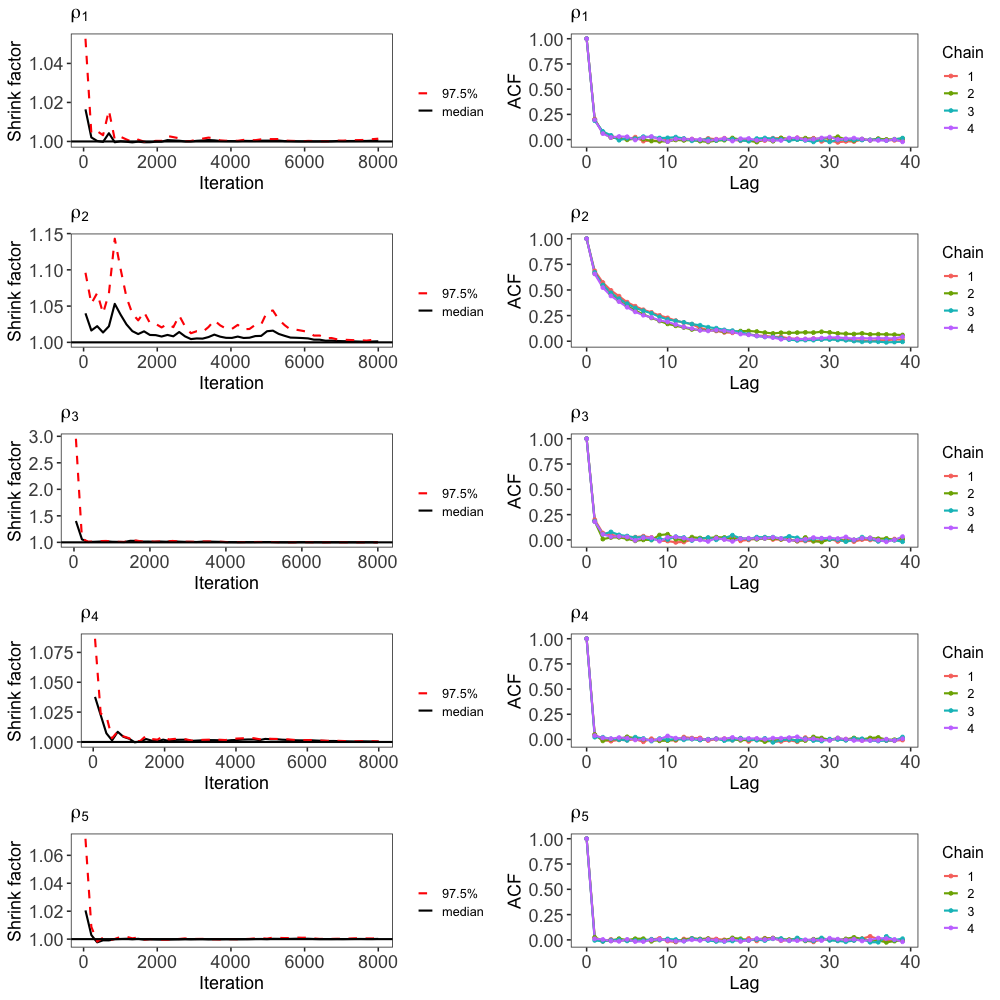 ρ1
Shrink factor
1.04
1.02
1.00
0 2000 4000 6000 8000
Iteration
97.5%
median
ρ1
ACF
1.00
0.75
0.50
0.25
0.00
0 10 20 30 40
Lag
Chain
1
2
3
4
ρ2
Shrink factor
1.15
1.10
1.05
1.00
0 2000 4000 6000 8000
Iteration
97.5%
median
ρ2
ACF
1.00
0.75
0.50
0.25
0.00
0 10 20 30 40
Lag
Chain
1
2
3
4
ρ3
Shrink factor
3.0
2.5
2.0
1.5
1.0
0 2000 4000 6000 8000
Iteration
97.5%
median
ρ3
ACF
1.00
0.75
0.50
0.25
0.00
0 10 20 30 40
Lag
Chain
1
2
3
4
ρ4
Shrink factor
1.075
1.050
1.025
1.000
0 2000 4000 6000 8000
Iteration
97.5%
median
ρ4
ACF
1.00
0.75
0.50
0.25
0.00
0 10 20 30 40
Lag
Chain
1
2
3
4
ρ5
Shrink factor
1.06
1.04
1.02
1.00
0 2000 4000 6000 8000
Iteration
97.5%
median
ρ5
ACF
1.00
0.75
0.50
0.25
0.00
0 10 20 30 40
Lag
Chain
1
2
3
4